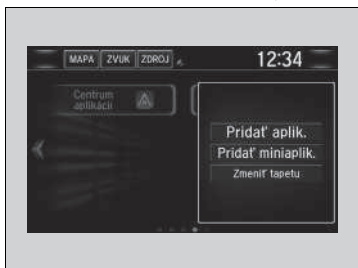 MAPA ZVUK ZDROJ 12:34
Centrum
aplikácií
Pridať aplik.
Pridať miniaplik.
Zmeniť tapetu